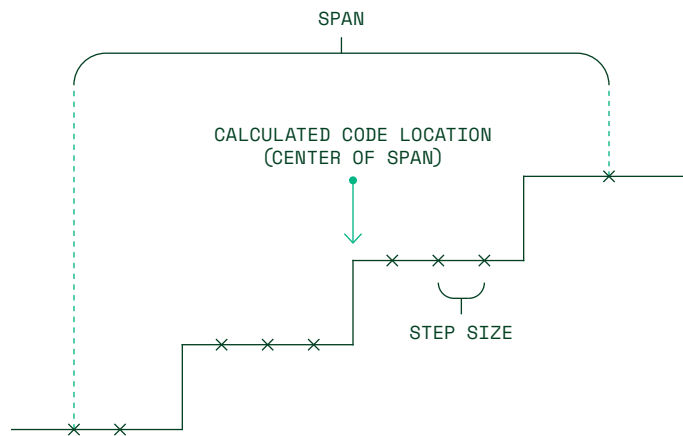 SPAN
CALCULATED CODE LOCATION
(CENTER OF SPAN)
STEP SIZE